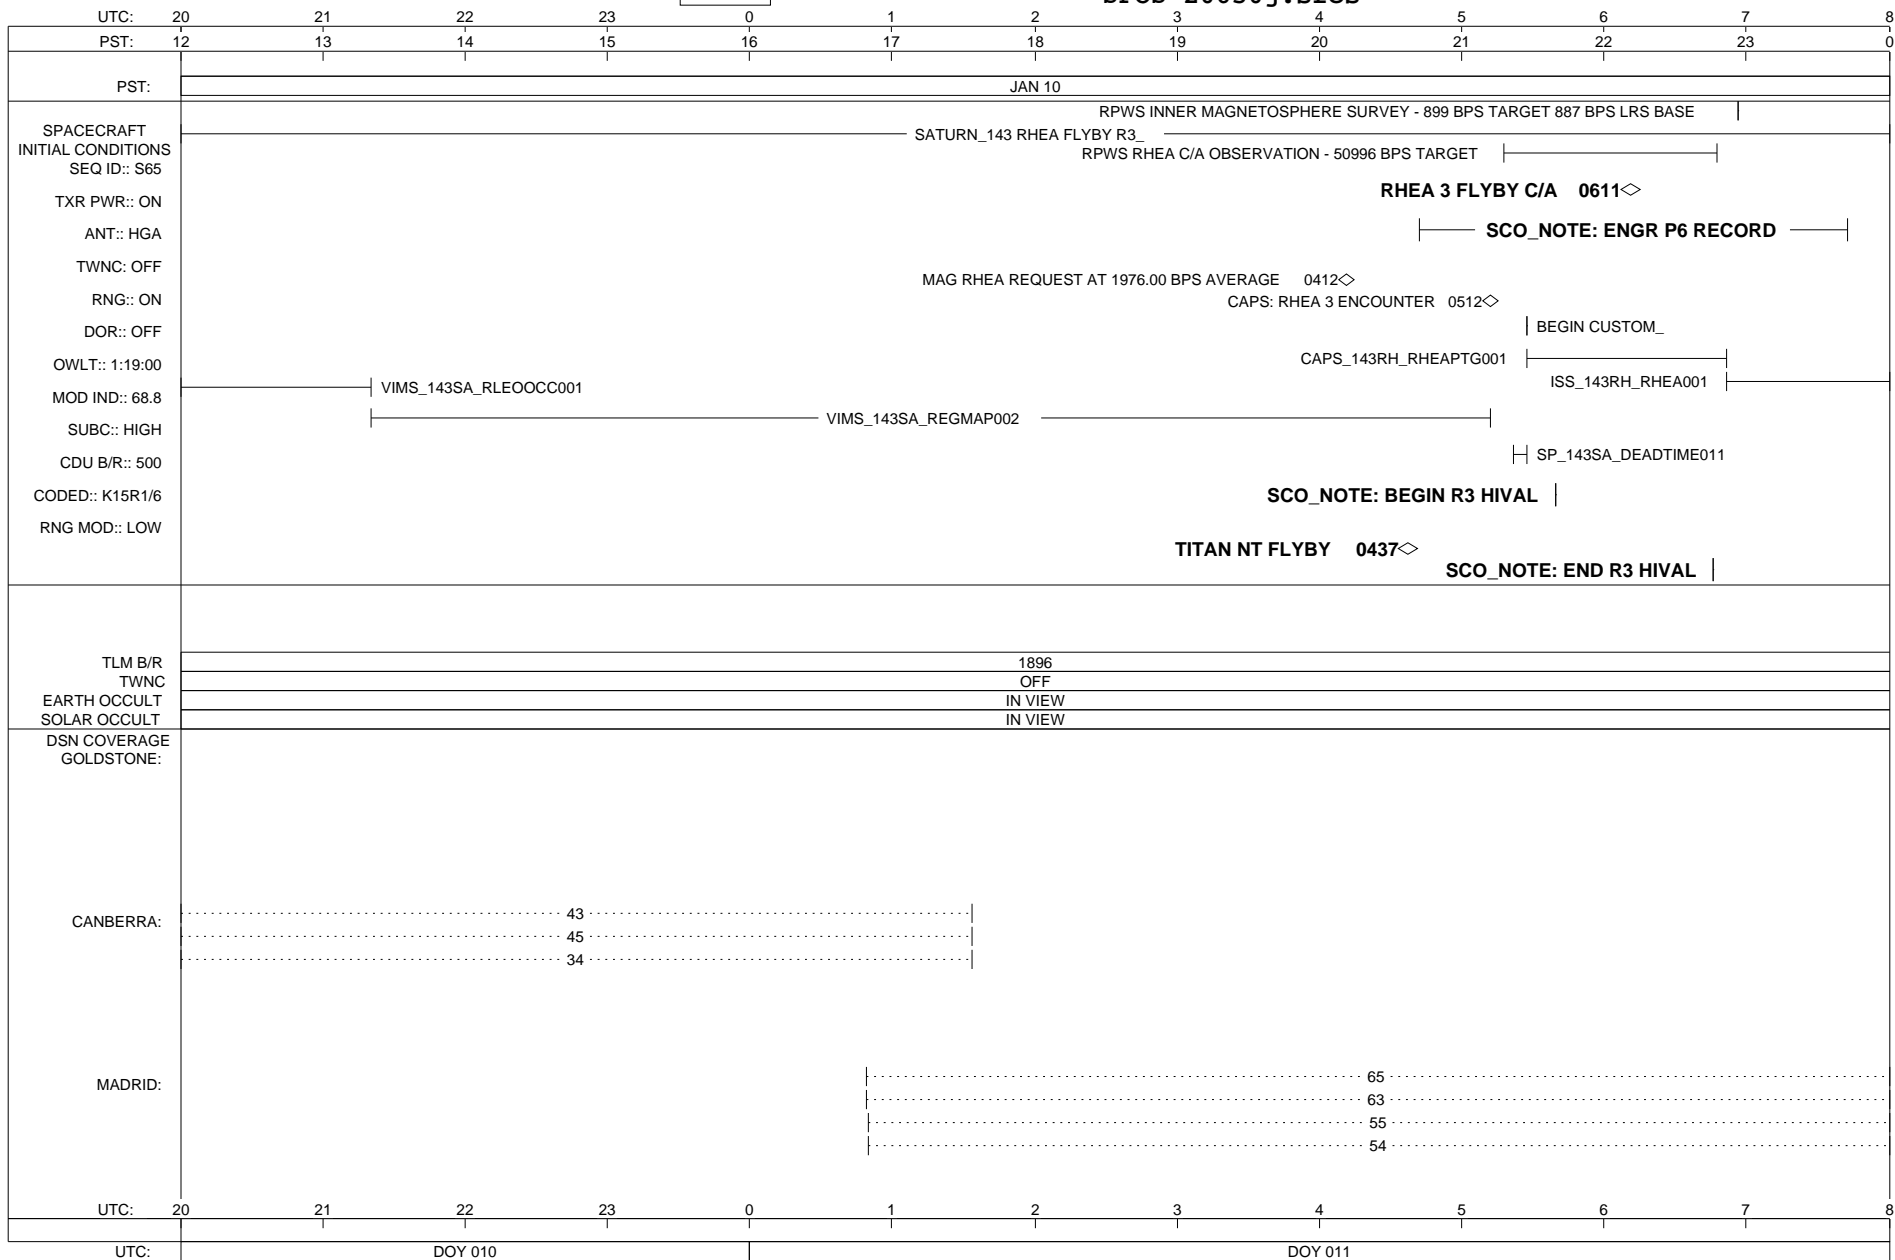 UTC: 20 21 22 23 0 1 2 3 4 5 6 7 8
PST: 12 13 14 15 16 17 18 19 20 21 22 23 0
PST: JAN 10
RPWS INNER MAGNETOSPHERE SURVEY - 899 BPS TARGET 887 BPS LRS BASE
SPACECRAFT
INITIAL CONDITIONS
SEQ ID:: S65
TXR PWR:: ON
ANT:: HGA
TWNC: OFF
RNG:: ON
DOR:: OFF
OWLT:: 1:19:00
MOD IND:: 68.8
SUBC:: HIGH
CDU B/R:: 500
CODED:: K15R1/6
RNG MOD:: LOW
SATURN_143 RHEA FLYBY R3_
RPWS RHEA C/A OBSERVATION - 50996 BPS TARGET
RHEA 3 FLYBY C/A 0611
SCO_NOTE: ENGR P6 RECORD
MAG RHEA REQUEST AT 1976.00 BPS AVERAGE 0412
CAPS: RHEA 3 ENCOUNTER 0512
BEGIN CUSTOM_
CAPS_143RH_RHEAPTG001
ISS_143RH_RHEA001
VIMS_143SA_RLEOOCC001
VIMS_143SA_REGMAP002
SP_143SA_DEADTIME011
SCO_NOTE: BEGIN R3 HIVAL
TITAN NT FLYBY 0437
SCO_NOTE: END R3 HIVAL
TLM B/R 1896
TWNC OFF
EARTH OCCULT IN VIEW
SOLAR OCCULT IN VIEW
DSN COVERAGE
GOLDSTONE:
CANBERRA:
43
45
34
MADRID:
65
63
55
54
UTC: 20 21 22 23 0 1 2 3 4 5 6 7 8
UTC: DOY 010 DOY 011